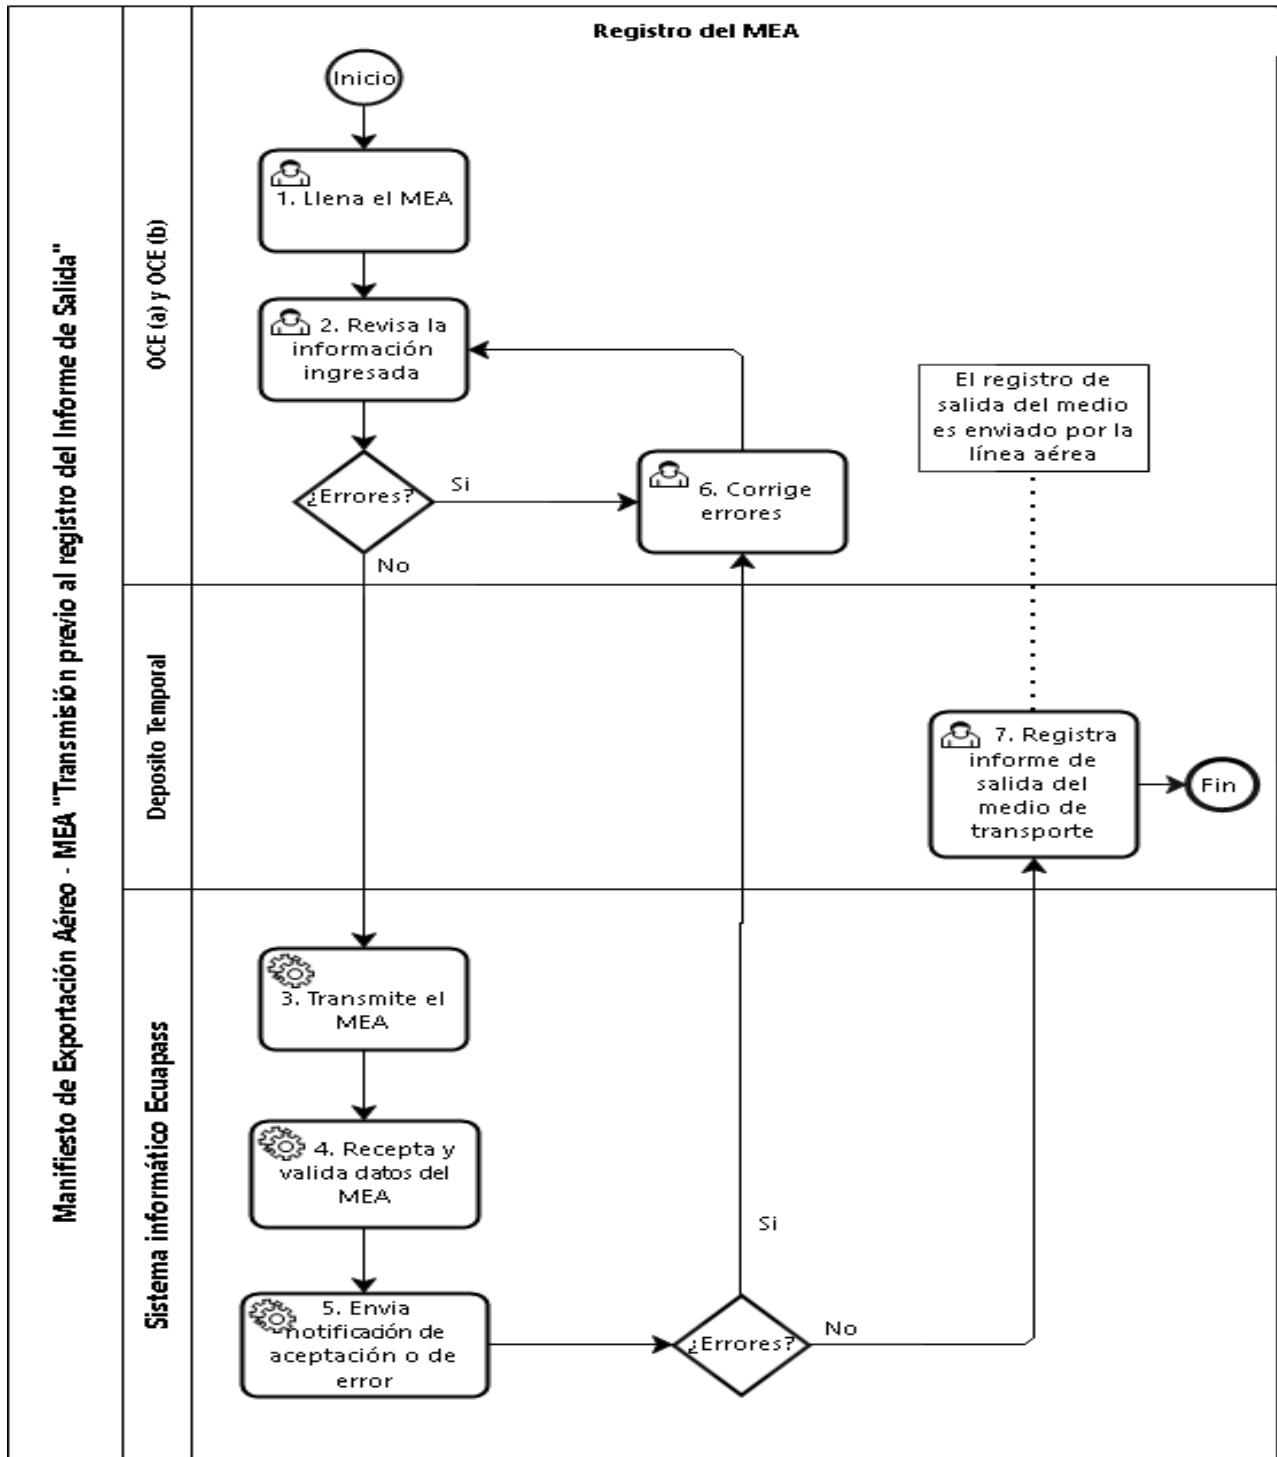 Registro del MEA
Manifiesto de Exportación Aéreo - MEA "Transmisión previo al registro del Informe de Salida"
OCE (a) y OCE (b)
Inicio
1. Llena el MEA
2. Revisa la
información
ingresada
¿Errores?
Si
No
6. Corrige
errores
El registro de
salida del medio
es enviado por la
línea aérea
Deposito Temporal
7. Registra
informe de
salida del
medio de
transporte
Fin
Sistema informático Ecuapass
3. Transmite el
MEA
4. Recepta y
valida datos del
MEA
5. Envia
notificación de
aceptación o de
error
¿Errores?
Si
No